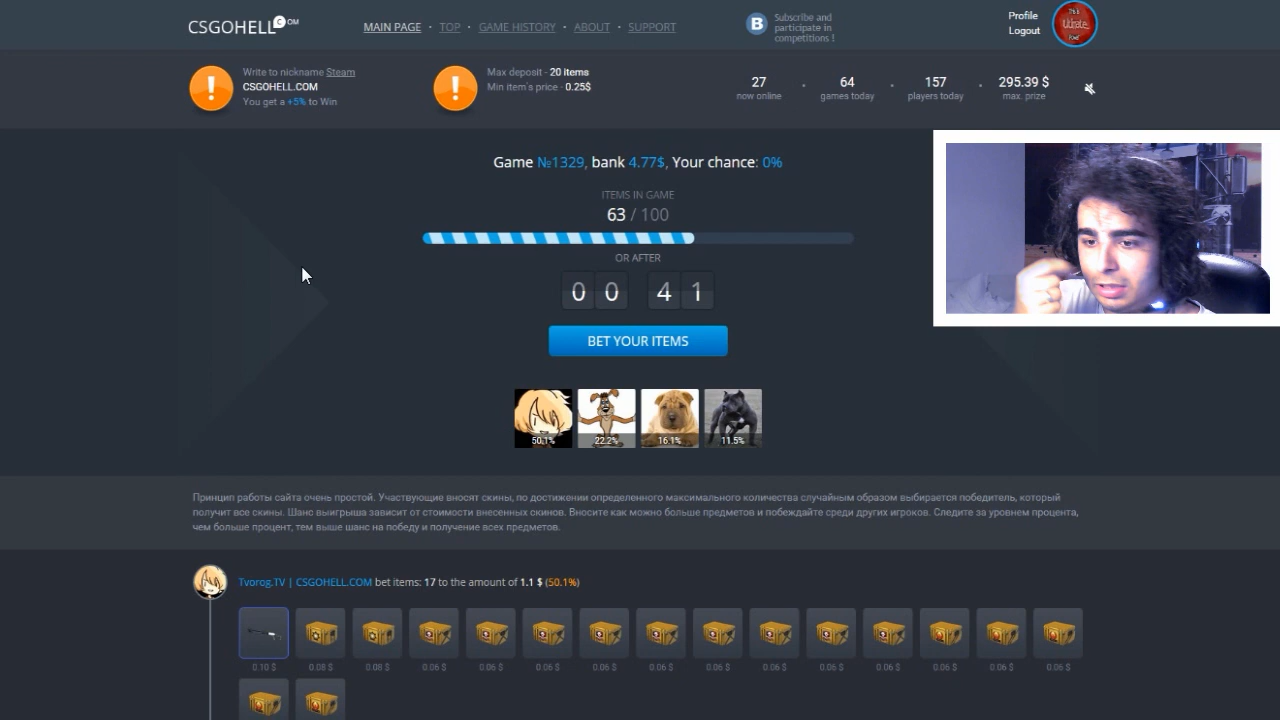 CSGOHELL.COM
MAIN PAGE · TOP · GAME HISTORY · ABOUT · SUPPORT
B
Subscribe and
participate in
competitions !
Profile
Logout
This Is
Ultimate
Power
Write to nickname Steam
CSGOHELL.COM
You get a +5% to Win
Max deposit - 20 items
Min item's price - 0.25$
27
now online
64
games today
157
players today
295.39 $
max. prize
Game №1329, bank 4.77$, Your chance: 0%
ITEMS IN GAME
63 / 100
OR AFTER
00 41
BET YOUR ITEMS
50.1% 22.2% 16.1% 11.5%
Принцип работы сайта очень простой. Участвующие вносят скины, по достижении определенного максимального количества случайным образом выбирается победитель, который
получит все скины. Шанс выигрыша зависит от стоимости внесенных скинов. Вносите как можно больше предметов и побеждайте среди других игроков. Следите за уровнем процента,
чем больше процент, тем выше шанс на победу и получение всех предметов.
Tvorog.TV | CSGOHELL.COM bet items: 17 to the amount of 1.1 $ (50.1%)
0.10 $ 0.08 $ 0.08 $ 0.06 $ 0.06 $ 0.06 $ 0.06 $ 0.06 $ 0.06 $ 0.06 $ 0.06 $ 0.06 $ 0.06 $ 0.06 $ 0.06 $